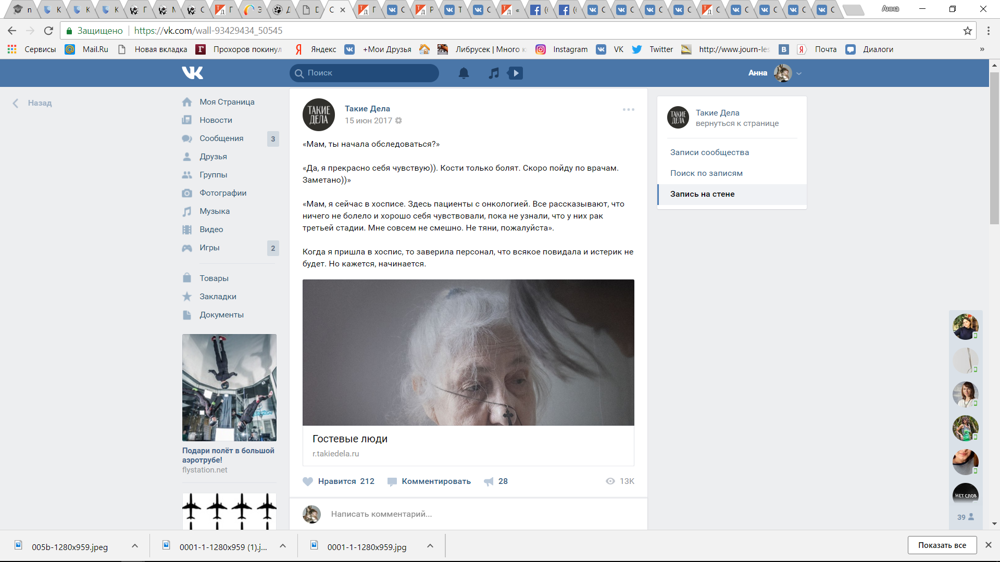 n К К К Г М С Г Э Д D С Г С Р Т С « (6 (6 С С С С С С С С С Анна
Защищено https://vk.com/wall-93429434_50545
Сервисы Mail.Ru Новая вкладка Прохоров покинул Яндекс +Мои Друзья Либрусек | Много к Instagram VK Twitter http://www.journ-les Почта Диалоги »
Поиск
Анна
Назад
Моя Страница
Новости
Сообщения 3
Друзья
Группы
Фотографии
Музыка
Видео
Игры 2
Товары
Закладки
Документы
Подари полёт в большой
аэротрубе!
flystation.net
ТАКИЕ
ДЕЛА
Такие Дела
15 июн 2017
«Мам, ты начала обследоваться?»
«Да, я прекрасно себя чувствую)). Кости только болят. Скоро пойду по врачам.
Заметано))»
«Мам, я сейчас в хосписе. Здесь пациенты с онкологией. Все рассказывают, что
ничего не болело и хорошо себя чувствовали, пока не узнали, что у них рак
третьей стадии. Мне совсем не смешно. Не тяни, пожалуйста».
Когда я пришла в хоспис, то заверила персонал, что всякое повидала и истерик не
будет. Но кажется, начинается.
Гостевые люди
r.takiedela.ru
Нравится 212 Комментировать 28 13K
Написать комментарий...
ТАКИЕ
ДЕЛА
Такие Дела
вернуться к странице
Записи сообщества
Поиск по записям
Запись на стене
НЕТ СЛОВ
39
005b-1280x959.jpeg 0001-1-1280x959 (1).j... 0001-1-1280x959.jpg Показать все